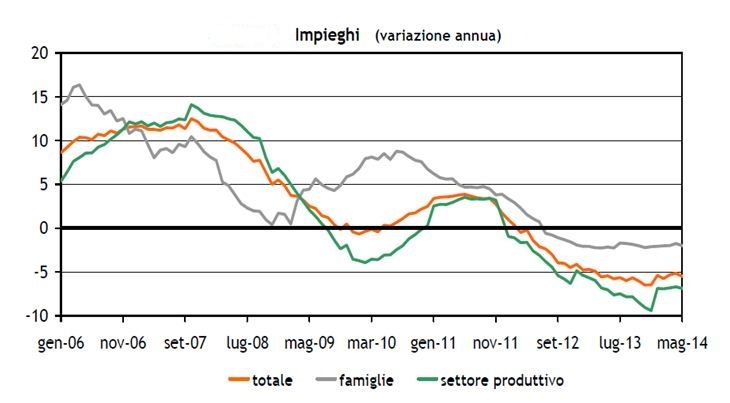 Impieghi (variazione annua)
20
15
10
5
0
-5
-10
gen-06 nov-06 set-07 lug-08 mag-09 mar-10 gen-11 nov-11 set-12 lug-13 mag-14
totale famiglie settore produttivo